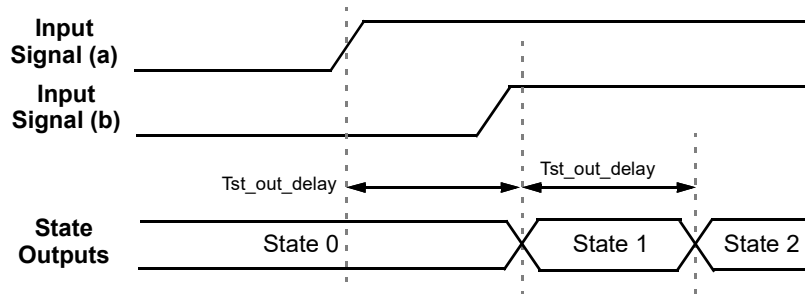 Input
Signal (a)
Input
Signal (b)
Tst_out_delay
Tst_out_delay
State
Outputs
State 0
State 1
State 2